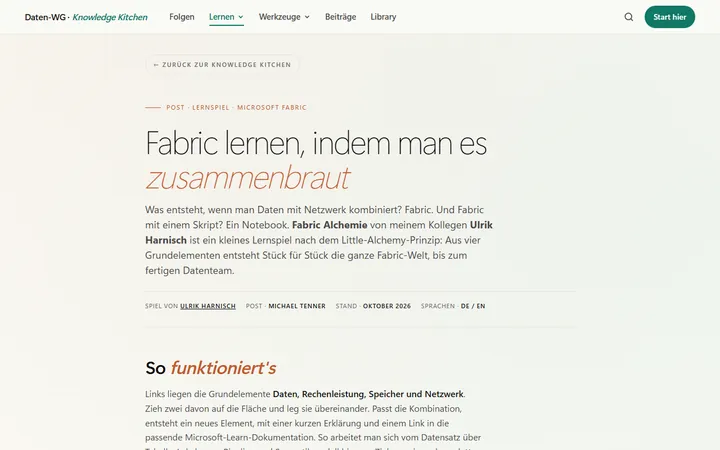 Daten-WG · Knowledge Kitchen Folgen Lernen Werkzeuge Beiträge Library Start hier
← ZURÜCK ZUR KNOWLEDGE KITCHEN
POST · LERNSPIEL · MICROSOFT FABRIC
Fabric lernen, indem man es
zusammenbraut
Was entsteht, wenn man Daten mit Netzwerk kombiniert? Fabric. Und Fabric
mit einem Skript? Ein Notebook. Fabric Alchemie von meinem Kollegen Ulrik
Harnisch ist ein kleines Lernspiel nach dem Little-Alchemy-Prinzip: Aus vier
Grundelementen entsteht Stück für Stück die ganze Fabric-Welt, bis zum
fertigen Datenteam.
SPIEL VON ULRIK HARNISCH POST · MICHAEL TENNER STAND · OKTOBER 2026 SPRACHEN · DE / EN
So funktioniert's
Links liegen die Grundelemente Daten, Rechenleistung, Speicher und Netzwerk.
Zieh zwei davon auf die Fläche und leg sie übereinander. Passt die Kombination,
entsteht ein neues Element, mit einer kurzen Erklärung und einem Link in die
passende Microsoft-Learn-Dokumentation. So arbeitet man sich vom Datensatz über